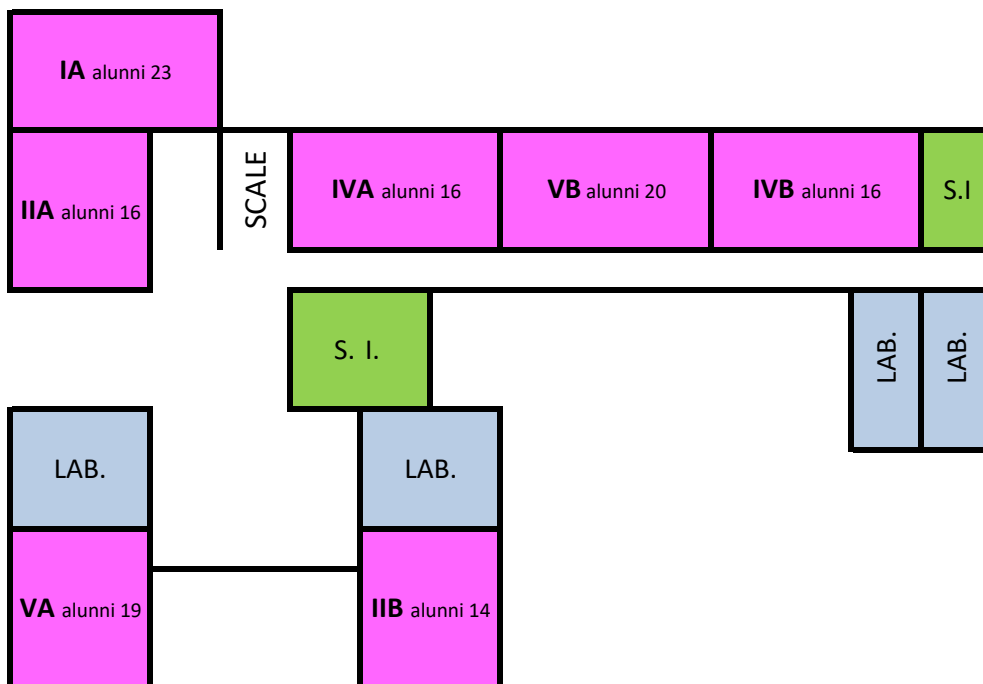 IA alunni 23
IIA alunni 16
SCALE
IVA alunni 16
VB alunni 20
IVB alunni 16
S.I
S. I.
LAB.
LAB.
LAB.
LAB.
VA alunni 19
IIB alunni 14